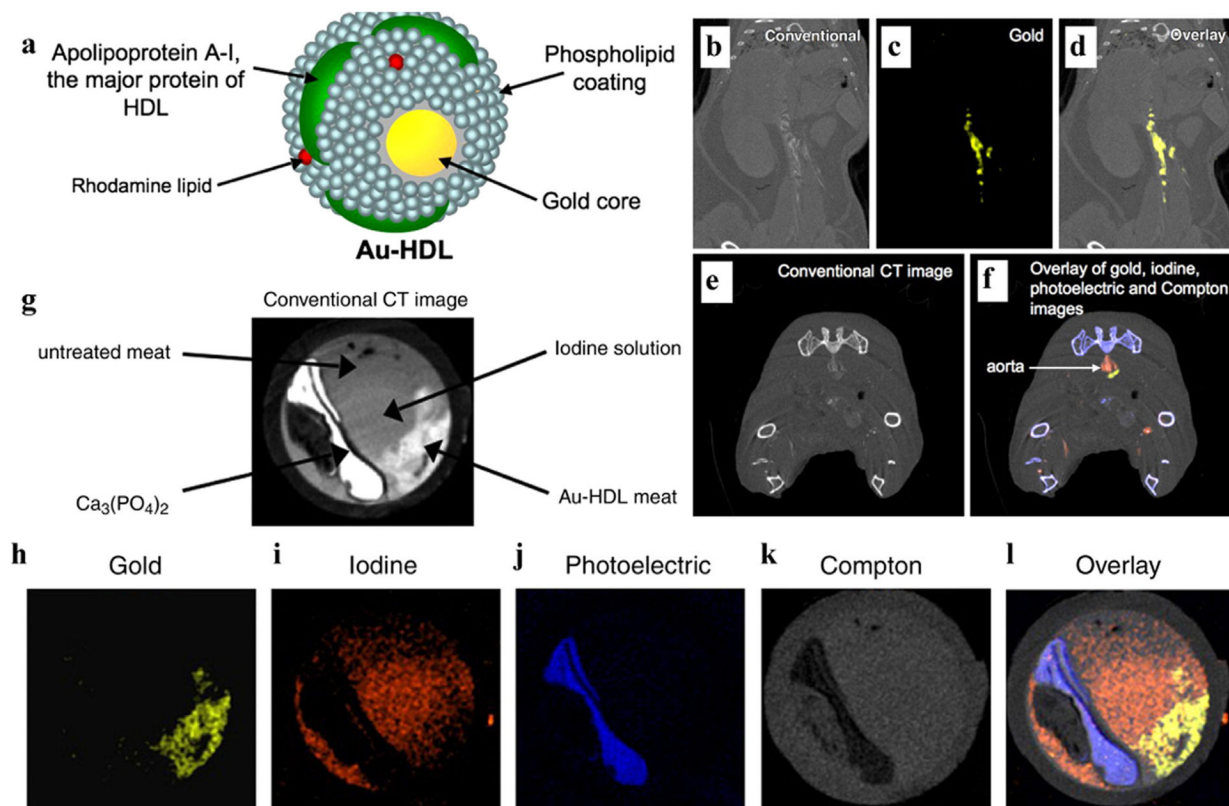 a
Apolipoprotein A-I,
the major protein of
HDL
Phospholipid
coating
Rhodamine lipid
Gold core
Au-HDL
b
Conventional
c
Gold
d
Overlay
e
Conventional CT image
f
Overlay of gold, iodine,
photoelectric and Compton
images
aorta
g
Conventional CT image
untreated meat
Iodine solution
Ca₃(PO₄)₂
Au-HDL meat
h
Gold
i
Iodine
j
Photoelectric
k
Compton
l
Overlay